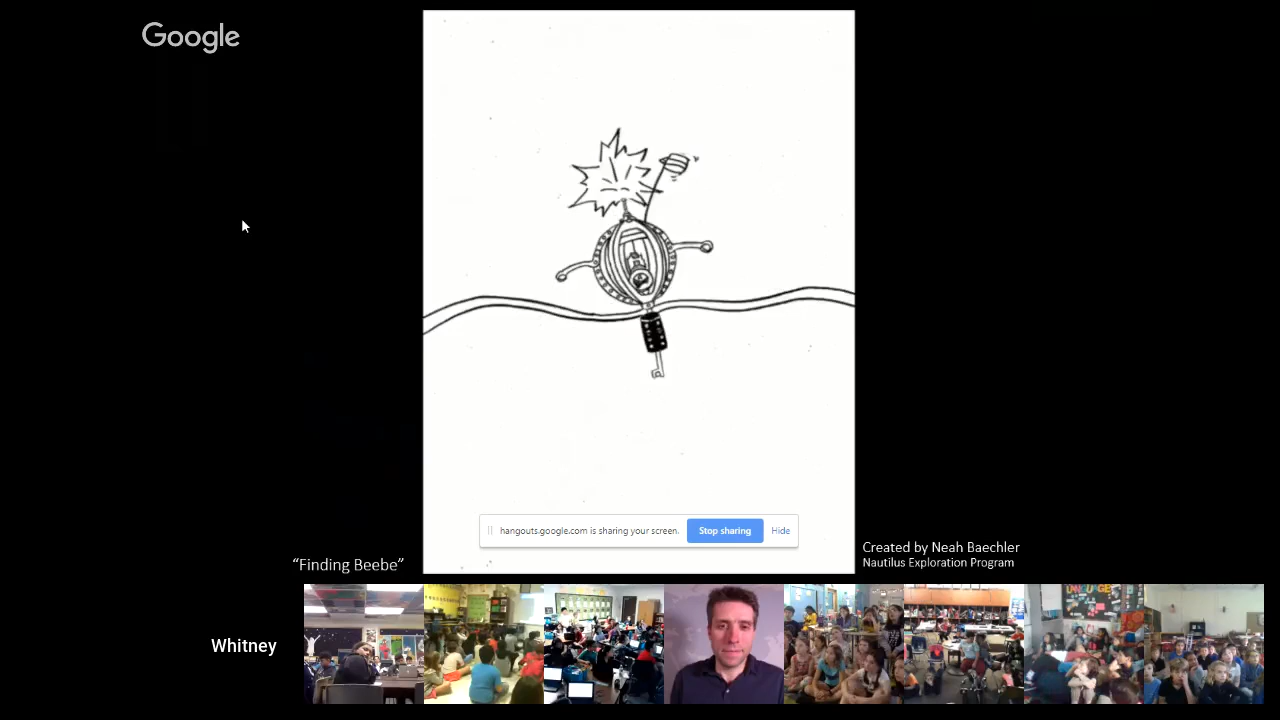 Google
hangouts.google.com is sharing your screen.
Stop sharing
Hide
"Finding Beebe"
Created by Neah Baechler
Nautilus Exploration Program
Whitney
LANGUAGE